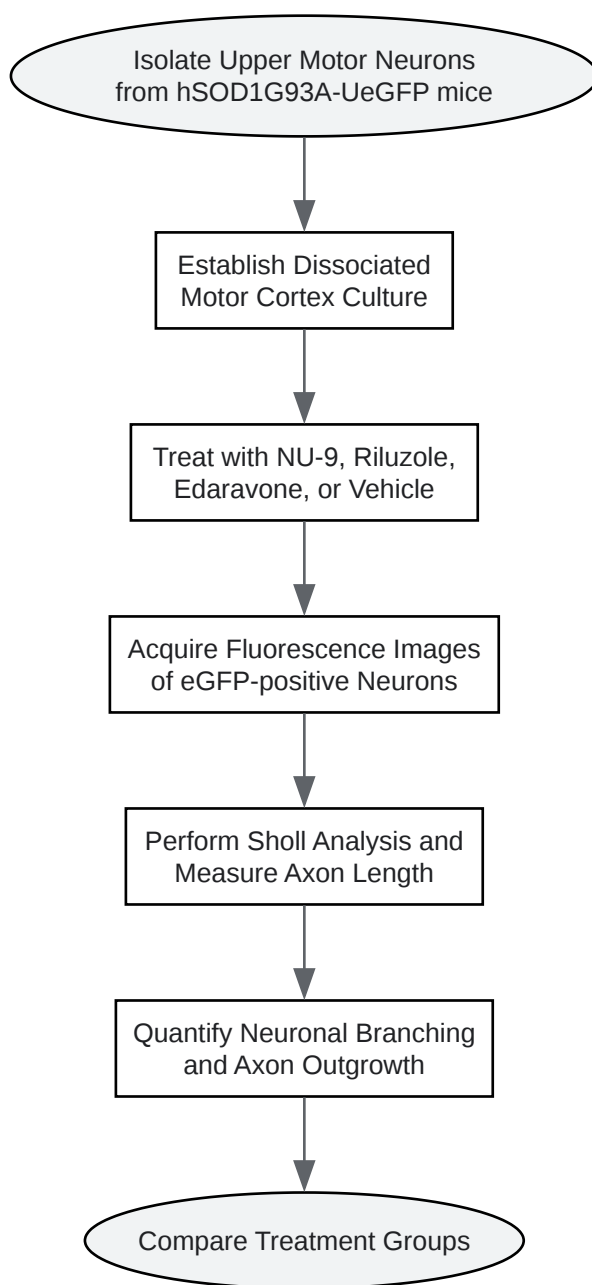 Isolate Upper Motor Neurons
from hSOD1G93A-UeGFP mice
Establish Dissociated
Motor Cortex Culture
Treat with NU-9, Riluzole,
Edaravone, or Vehicle
Acquire Fluorescence Images
of eGFP-positive Neurons
Perform Sholl Analysis and
Measure Axon Length
Quantify Neuronal Branching
and Axon Outgrowth
Compare Treatment Groups